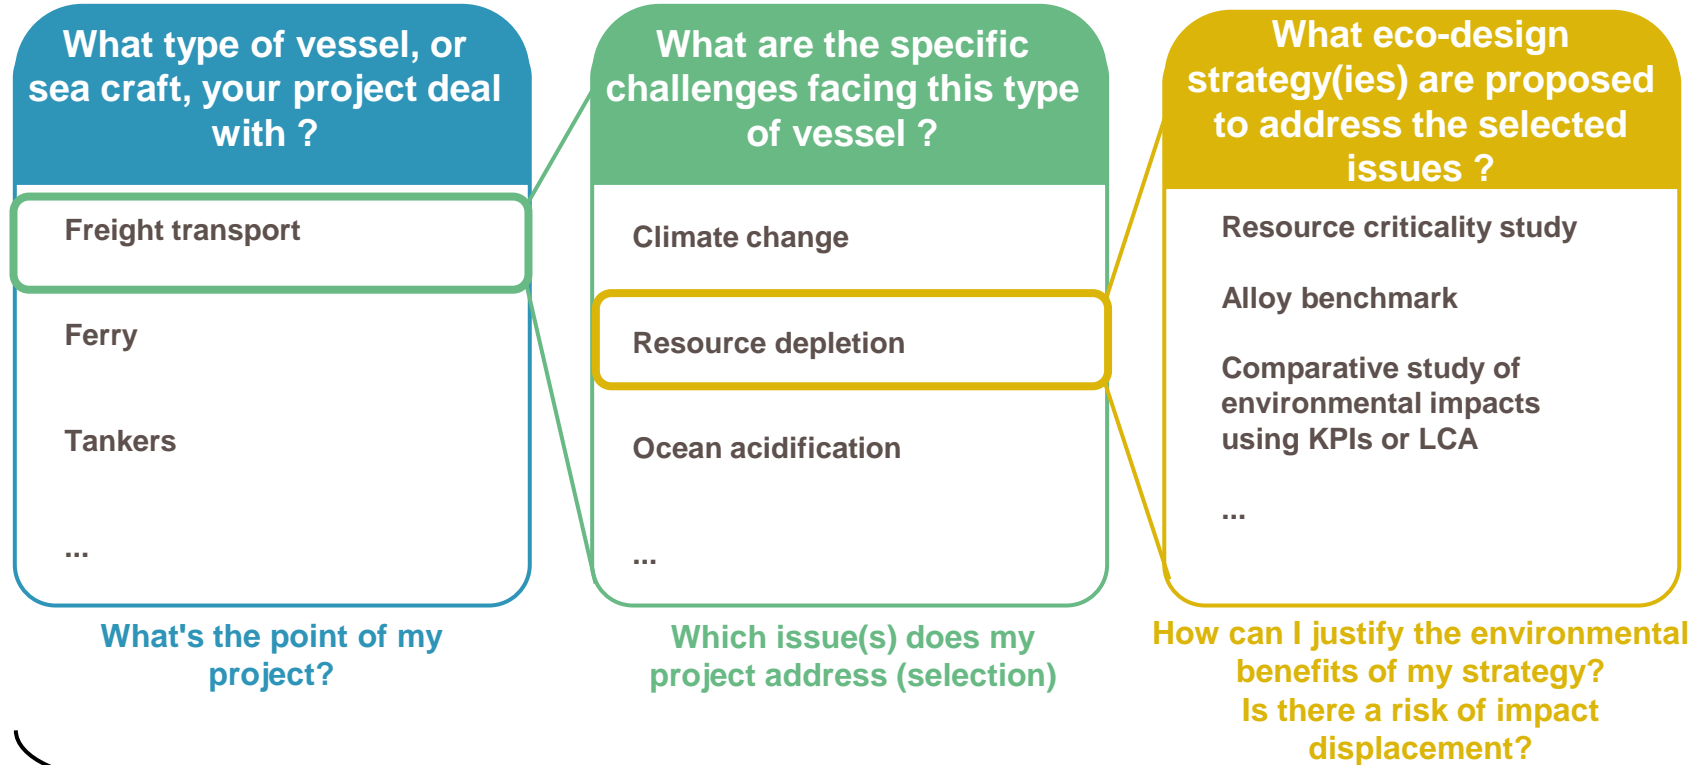 What type of vessel, or
sea craft, your project deal
with ?
Freight transport
Ferry
Tankers
...
What's the point of my
project?
What are the specific
challenges facing this type
of vessel ?
Climate change
Resource depletion
Ocean acidification
...
Which issue(s) does my
project address (selection)
What eco-design
strategy(ies) are proposed
to address the selected
issues ?
Resource criticality study
Alloy benchmark
Comparative study of
environmental impacts
using KPIs or LCA
...
How can I justify the environmental
benefits of my strategy?
Is there a risk of impact
displacement?